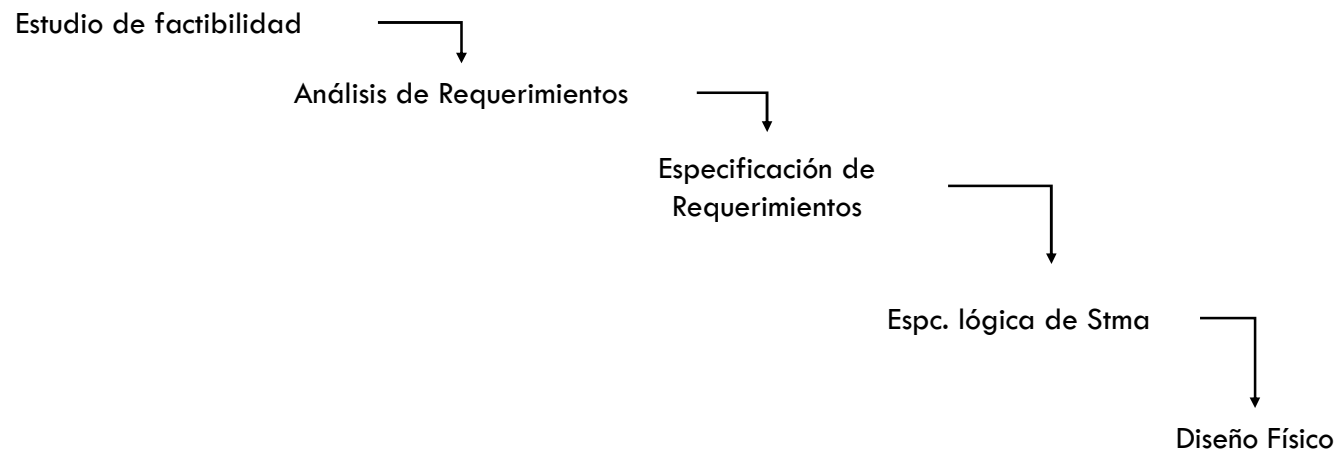 Estudio de factibilidad
Análisis de Requerimientos
Especificación de
Requerimientos
Espc. lógica de Stma
Diseño Físico